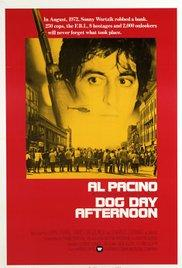 In August, 1972, Sonny Wortzik robbed a bank.
250 cops, the F.B.I., 8 hostages and 2,000 onlookers
will never forget what took place.
AL PACINO
DOG DAY
AFTERNOON